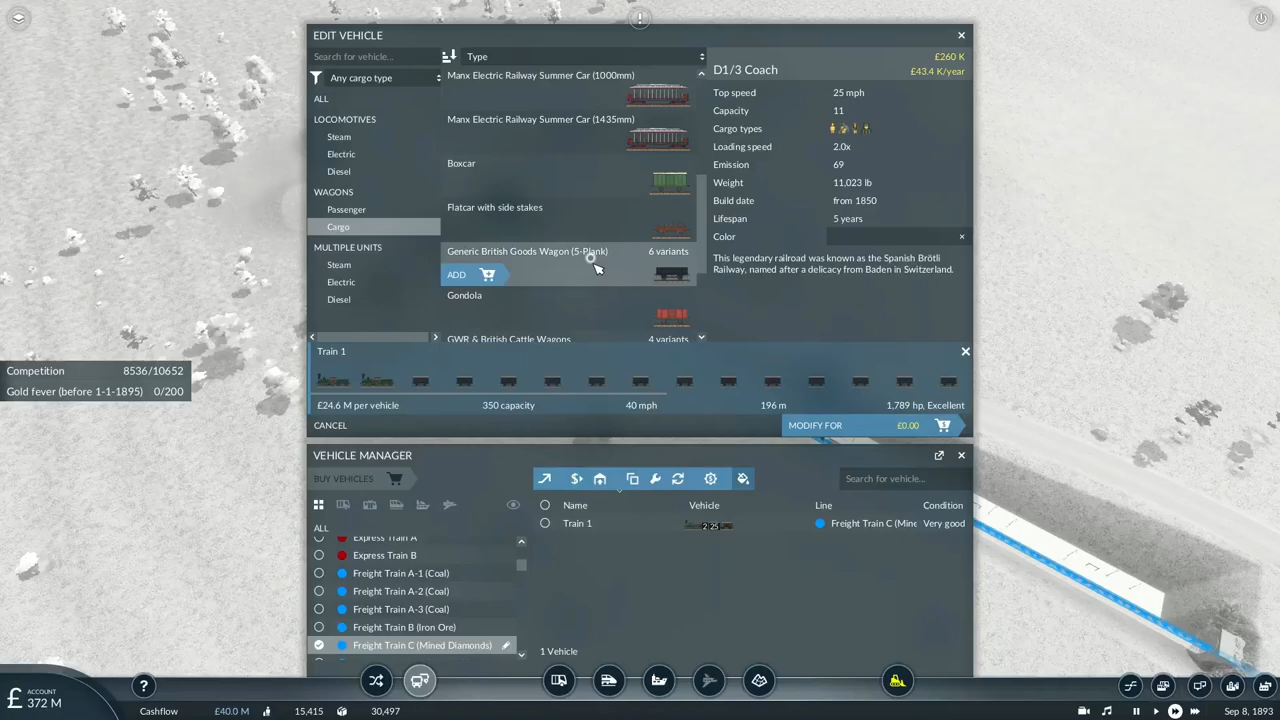 EDIT VEHICLE
Search for vehicle...
Type
Any cargo type
ALL
LOCOMOTIVES
Steam
Electric
Diesel
WAGONS
Passenger
Cargo
MULTIPLE UNITS
Steam
Electric
Diesel
Manx Electric Railway Summer Car (1000mm)
Manx Electric Railway Summer Car (1435mm)
Boxcar
Flatcar with side stakes
Generic British Goods Wagon (5-Plank) 6 variants
ADD
Gondola
GWR & British Cattle Wagons 4 variants
£260 K
D1/3 Coach
£43.4 K/year
Top speed 25 mph
Capacity 11
Cargo types
Loading speed 2.0x
Emission 69
Weight 11,023 lb
Build date from 1850
Lifespan 5 years
Color
This legendary railroad was known as the Spanish Brötli
Railway, named after a delicacy from Baden in Switzerland.
Train 1
£24.6 M per vehicle 350 capacity 40 mph 196 m 1,789 hp, Excellent
CANCEL
MODIFY FOR £0.00
Competition 8536/10652
Gold fever (before 1-1-1895) 0/200
VEHICLE MANAGER
BUY VEHICLES
Search for vehicle...
ALL
Express Train A
Express Train B
Freight Train A-1 (Coal)
Freight Train A-2 (Coal)
Freight Train A-3 (Coal)
Freight Train B (Iron Ore)
Freight Train C (Mined Diamonds)
Name Vehicle Line Condition
Train 1 Freight Train C (Mine Very good
1 Vehicle
£ ACCOUNT
372 M
?
Cashflow £40.0 M 15,415 30,497
Sep 8, 1893